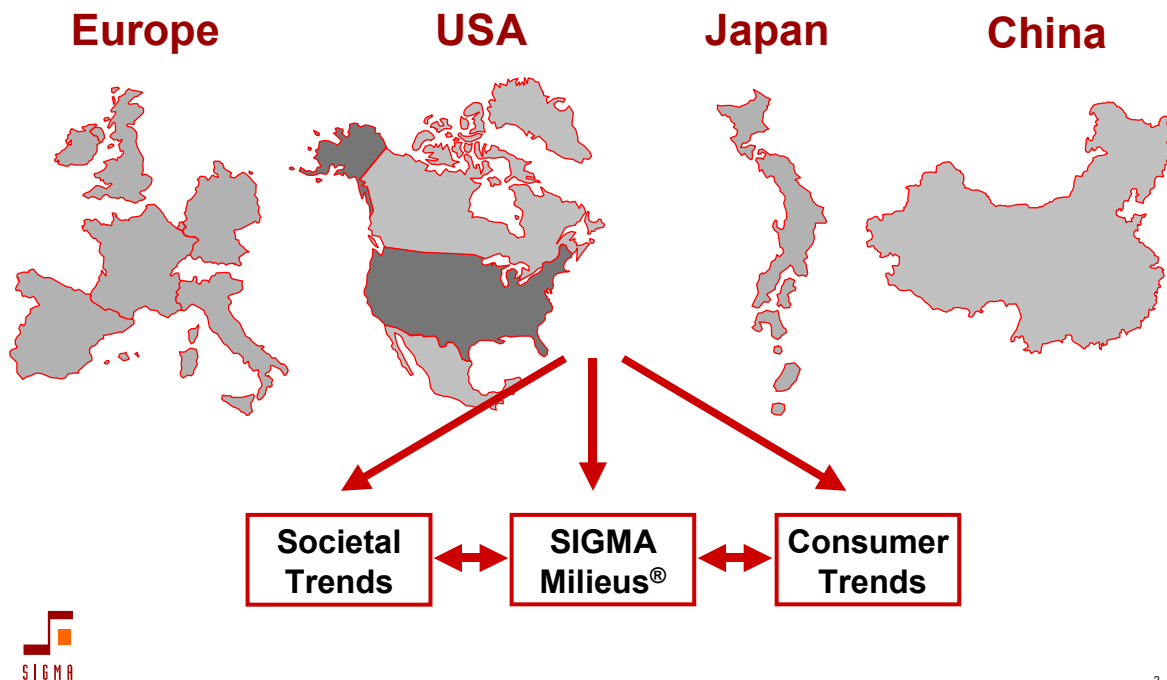 Europe
USA
Japan
China
Societal
Trends
SIGMA
Milieus®
Consumer
Trends
SIGMA